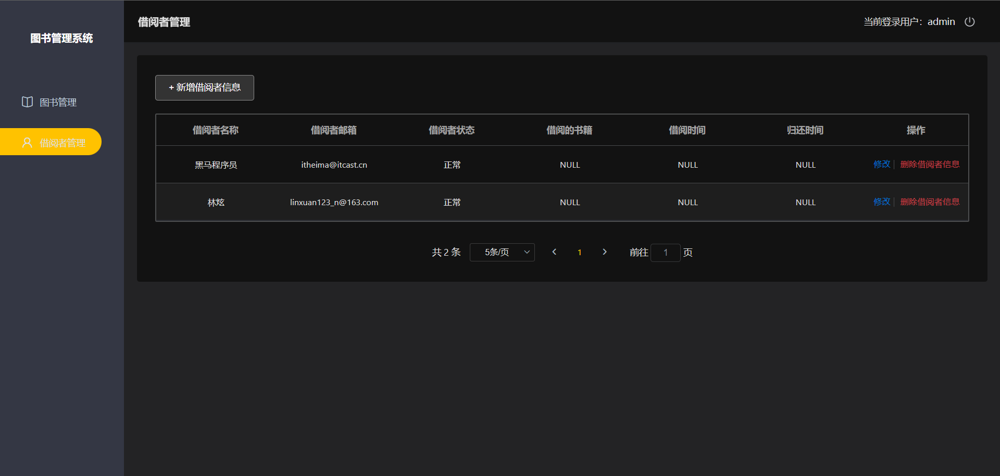 图书管理系统
图书管理
借阅者管理
借阅者管理
当前登录用户：admin
+ 新增借阅者信息
借阅者名称 借阅者邮箱 借阅者状态 借阅的书籍 借阅时间 归还时间 操作
黑马程序员 itheima@itcast.cn 正常 NULL NULL NULL 修改 删除借阅者信息
林炫 linxuan123_n@163.com 正常 NULL NULL NULL 修改 删除借阅者信息
共 2 条 5条/页 1 前往 1 页